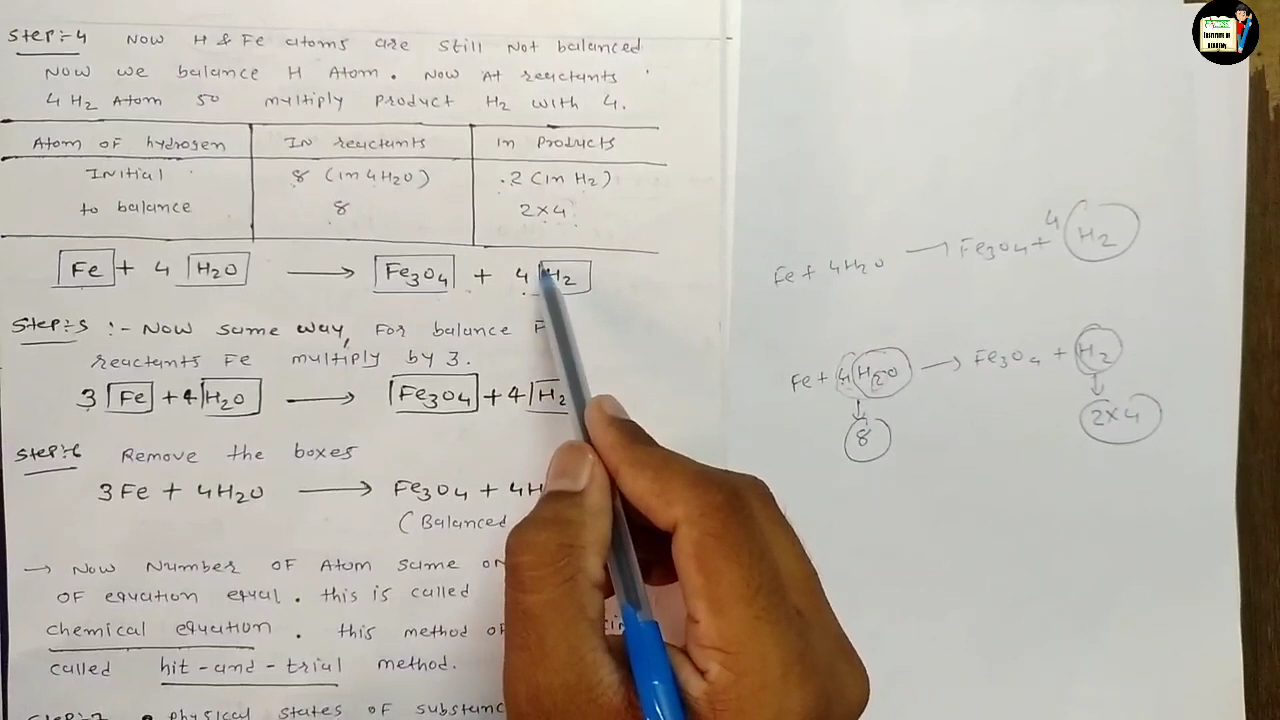 Step:-4 Now H & Fe atoms are still Not balanced
Now we balance H Atom. Now At reactants
4 H2 Atom so multiply product H2 with 4.
Atom of hydrogen In reactants In Products
Initial 8 (in 4H2O) 2 (in H2)
to balance 8 2×4
Fe + 4 H2O ⟶ Fe3O4 + 4 H2
Step:-5 :- Now same way, For balance F
reactants Fe multiply by 3.
3 Fe + 4 H2O ⟶ Fe3O4 + 4 H2
Step:-6 Remove the boxes
3Fe + 4H2O ⟶ Fe3O4 + 4H
(Balanced
→ Now Number of Atom same on
of equation equal. this is called
chemical equation. this method of
called hit-and-trial method.
• Physical states of substanc
Fe + 4H2O ⟶ Fe3O4 + 4 H2
Fe + 4 H2O ⟶ Fe3O4 + H2
8 2×4